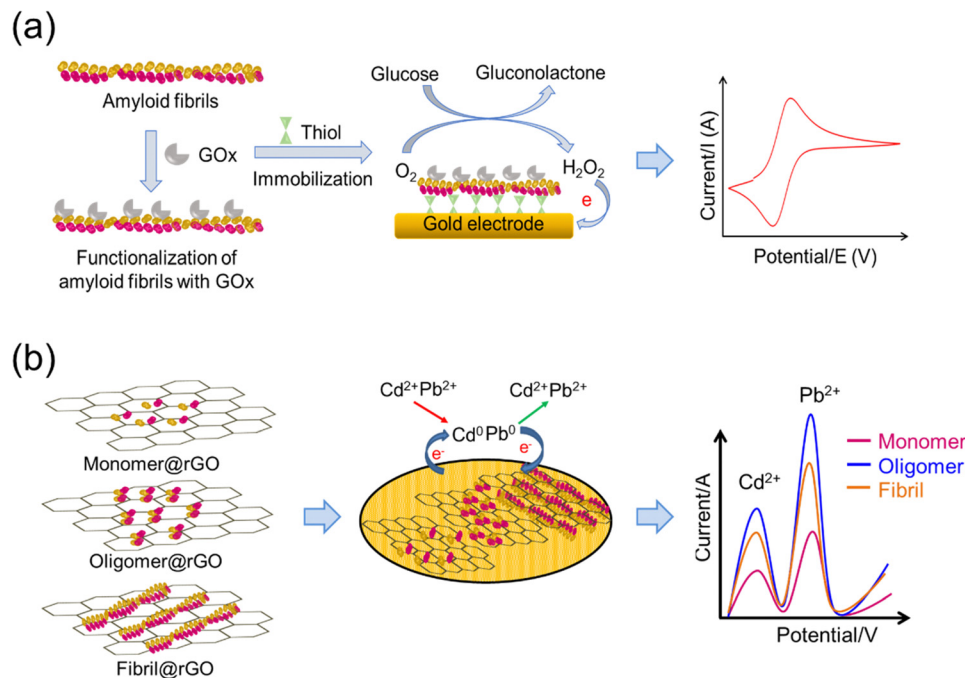 (a)
Amyloid fibrils
GOx
Functionalization of
amyloid fibrils with GOx
Thiol
Immobilization
Glucose
Gluconolactone
O₂
H₂O₂
e
Gold electrode
Current/I (A)
Potential/E (V)
(b)
Monomer@rGO
Oligomer@rGO
Fibril@rGO
Cd²⁺Pb²⁺
Cd²⁺Pb²⁺
Cd⁰Pb⁰
e⁻
e⁻
Current/A
Cd²⁺
Pb²⁺
Monomer
Oligomer
Fibril
Potential/V